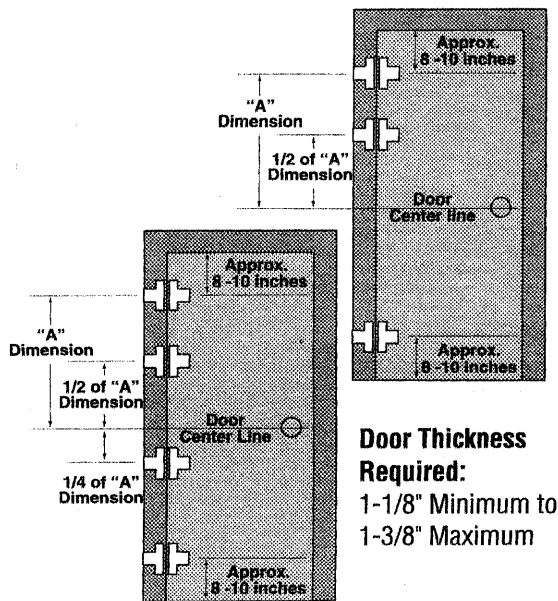 Approx.
8 -10 inches
“A”
Dimension
1/2 of “A”
Dimension
Door
Center line
Approx.
8 -10 inches
Approx.
8 -10 inches
“A”
Dimension
1/2 of “A”
Dimension
Door
Center Line
1/4 of “A”
Dimension
Approx.
8 -10 inches
Door Thickness
Required:
1-1/8" Minimum to
1-3/8" Maximum